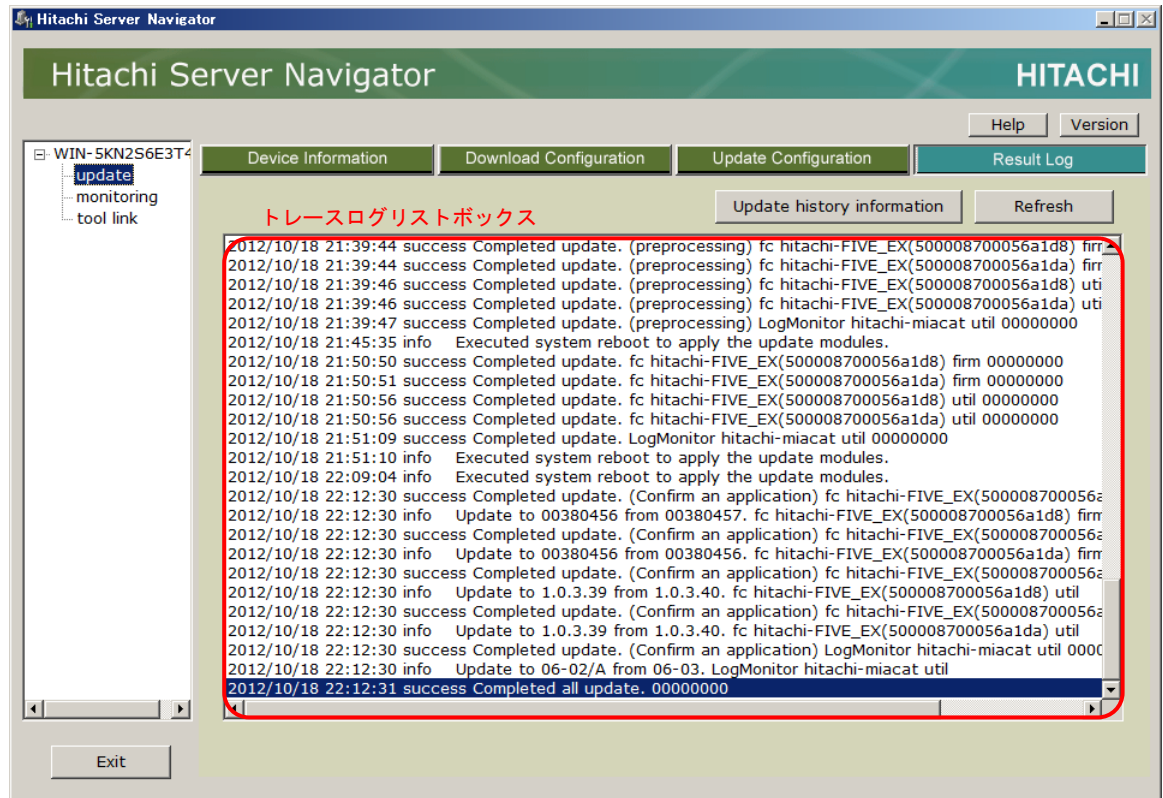 Hitachi Server Navigator
Hitachi Server Navigator
HITACHI
Help Version
WIN-5KN2S6E3T4
update
monitoring
tool link
Device Information Download Configuration Update Configuration Result Log
トレースログリストボックス
Update history information Refresh
2012/10/18 21:39:44 success Completed update. (preprocessing) fc hitachi-FIVE_EX(500008700056a1d8) firr
2012/10/18 21:39:44 success Completed update. (preprocessing) fc hitachi-FIVE_EX(500008700056a1da) firr
2012/10/18 21:39:46 success Completed update. (preprocessing) fc hitachi-FIVE_EX(500008700056a1d8) uti
2012/10/18 21:39:46 success Completed update. (preprocessing) fc hitachi-FIVE_EX(500008700056a1da) uti
2012/10/18 21:39:47 success Completed update. (preprocessing) LogMonitor hitachi-miacat util 00000000
2012/10/18 21:45:35 info Executed system reboot to apply the update modules.
2012/10/18 21:50:50 success Completed update. fc hitachi-FIVE_EX(500008700056a1d8) firm 00000000
2012/10/18 21:50:51 success Completed update. fc hitachi-FIVE_EX(500008700056a1da) firm 00000000
2012/10/18 21:50:56 success Completed update. fc hitachi-FIVE_EX(500008700056a1d8) util 00000000
2012/10/18 21:50:56 success Completed update. fc hitachi-FIVE_EX(500008700056a1da) util 00000000
2012/10/18 21:51:09 success Completed update. LogMonitor hitachi-miacat util 00000000
2012/10/18 21:51:10 info Executed system reboot to apply the update modules.
2012/10/18 22:09:04 info Executed system reboot to apply the update modules.
2012/10/18 22:12:30 success Completed update. (Confirm an application) fc hitachi-FIVE_EX(500008700056a
2012/10/18 22:12:30 info Update to 00380456 from 00380457. fc hitachi-FIVE_EX(500008700056a1d8) firm
2012/10/18 22:12:30 success Completed update. (Confirm an application) fc hitachi-FIVE_EX(500008700056a
2012/10/18 22:12:30 info Update to 00380456 from 00380456. fc hitachi-FIVE_EX(500008700056a1da) firm
2012/10/18 22:12:30 success Completed update. (Confirm an application) fc hitachi-FIVE_EX(500008700056a
2012/10/18 22:12:30 info Update to 1.0.3.39 from 1.0.3.40. fc hitachi-FIVE_EX(500008700056a1d8) util
2012/10/18 22:12:30 success Completed update. (Confirm an application) fc hitachi-FIVE_EX(500008700056a
2012/10/18 22:12:30 info Update to 1.0.3.39 from 1.0.3.40. fc hitachi-FIVE_EX(500008700056a1da) util
2012/10/18 22:12:30 success Completed update. (Confirm an application) LogMonitor hitachi-miacat util 0000
2012/10/18 22:12:30 info Update to 06-02/A from 06-03. LogMonitor hitachi-miacat util
2012/10/18 22:12:31 success Completed all update. 00000000
Exit